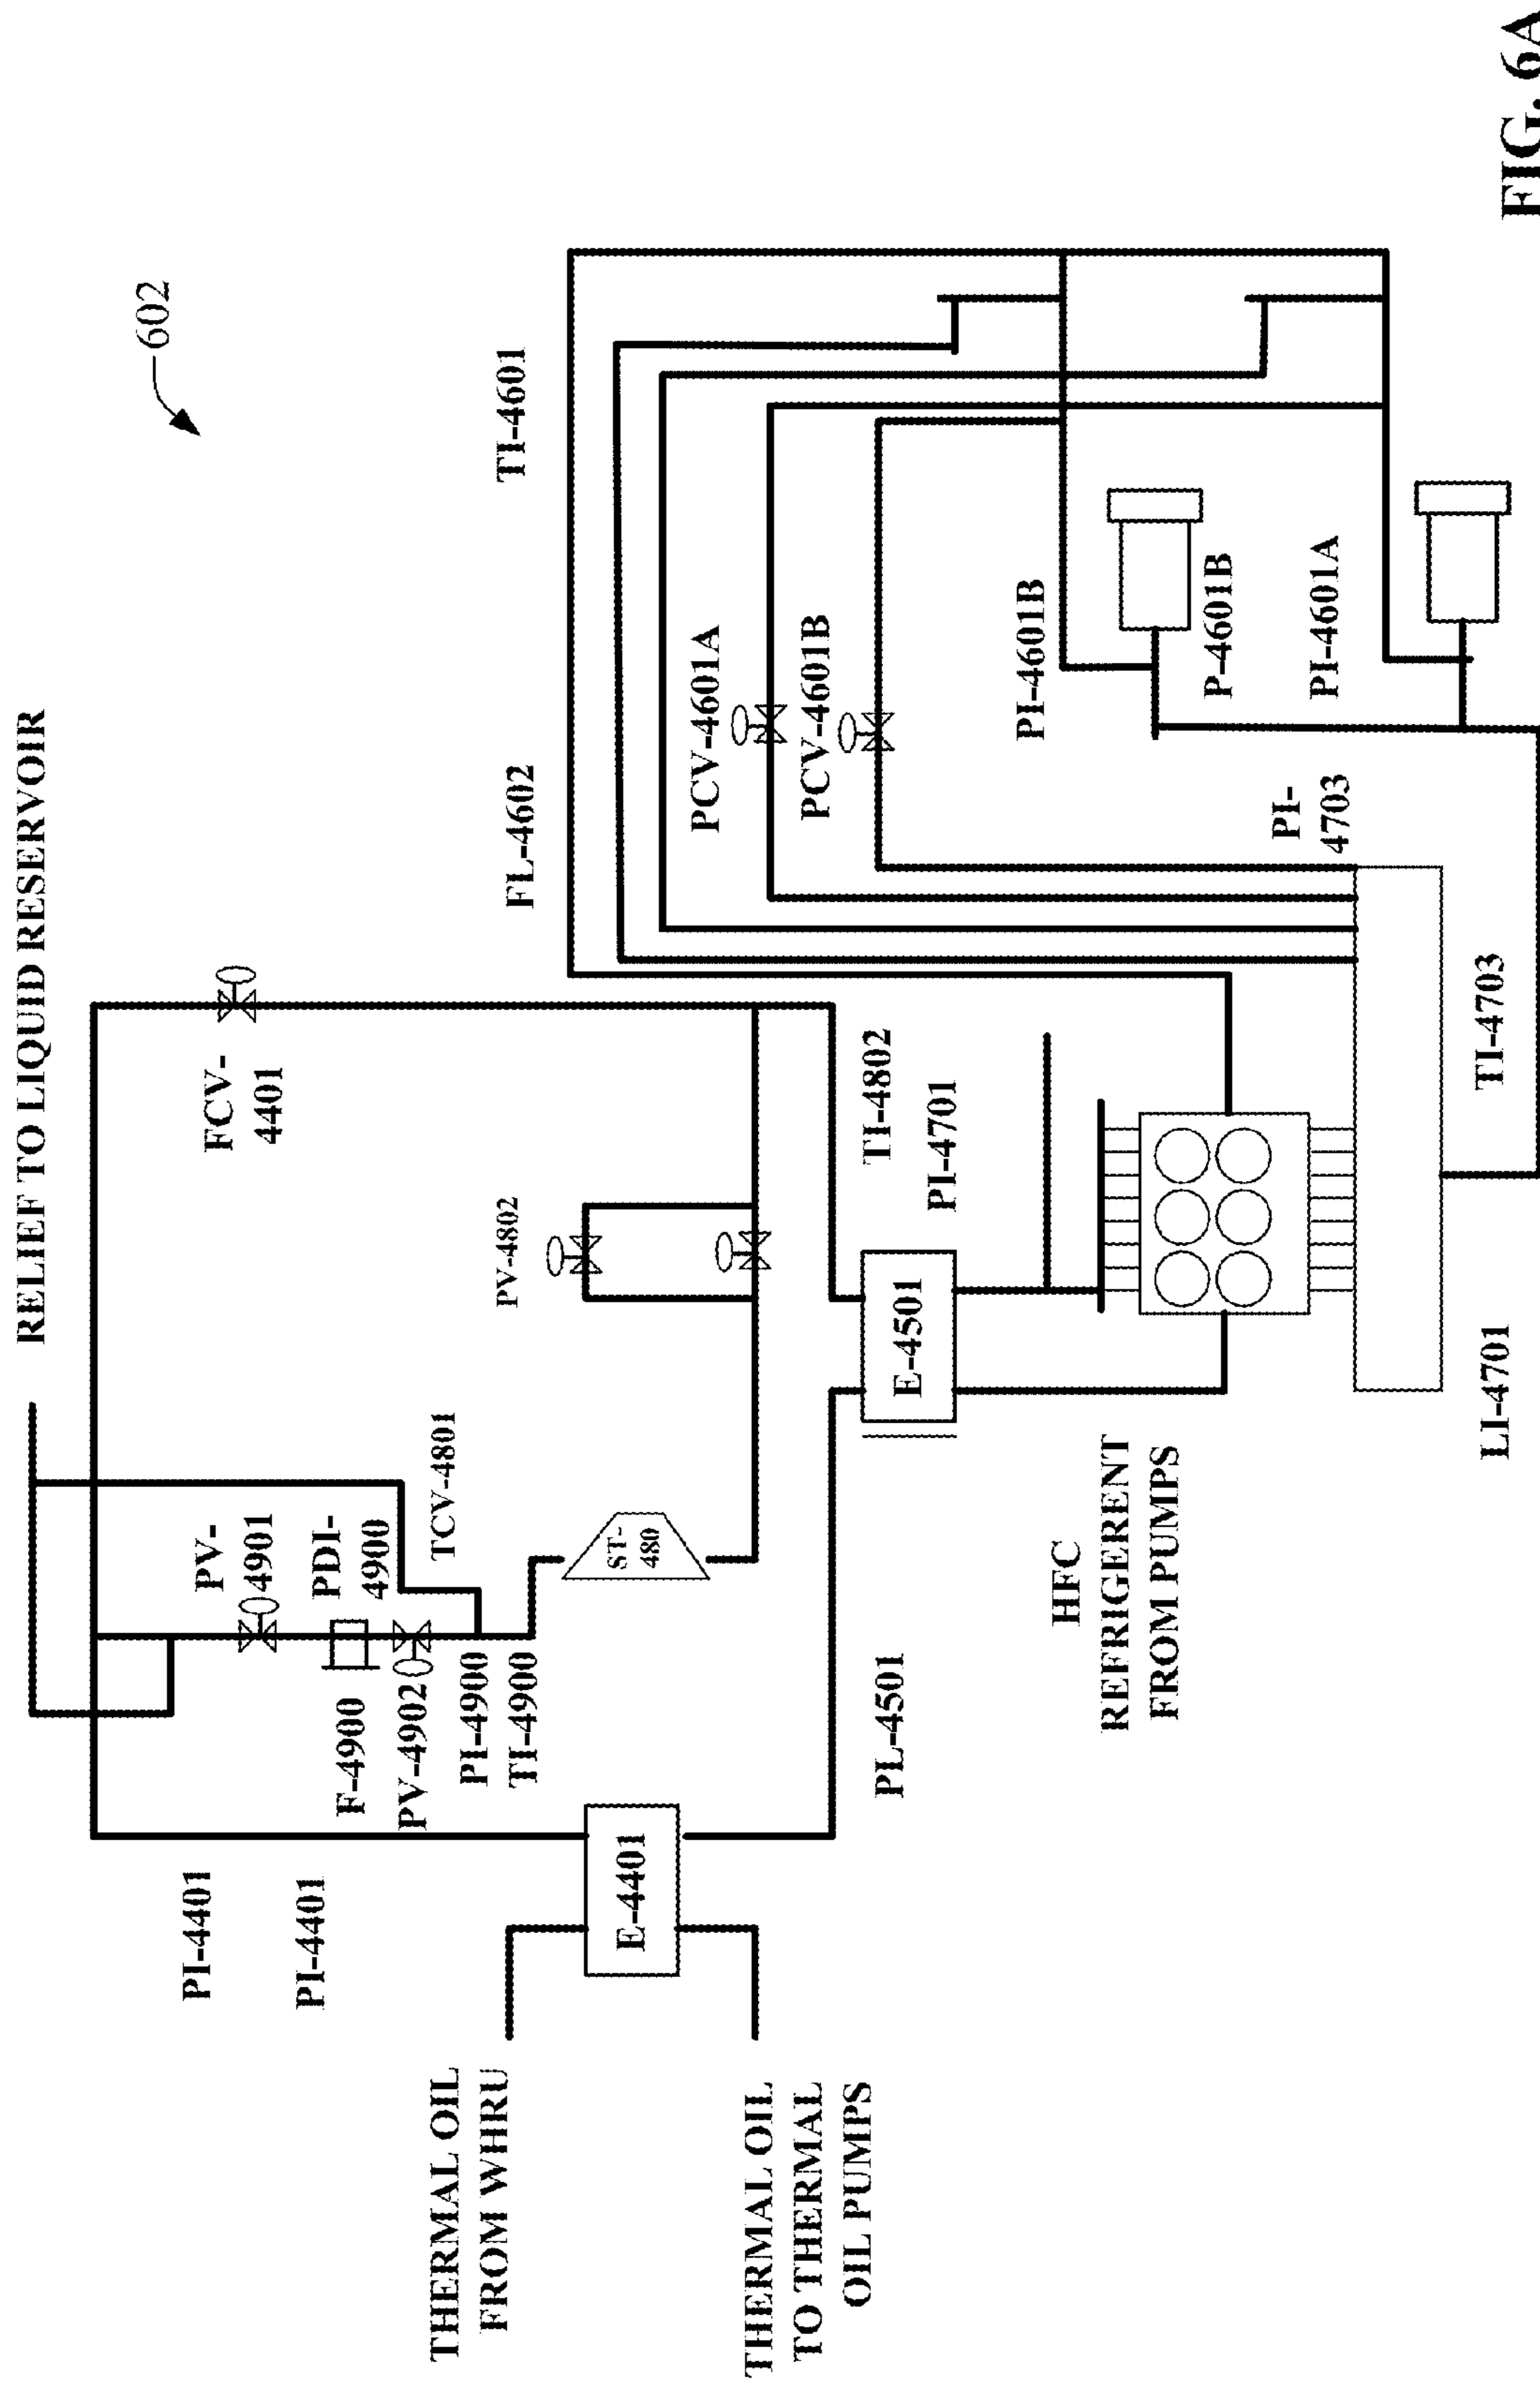 RELIEF TO LIQUID RESERVOIR
602
PI-4401
PI-4401
PV-
4901
PDI-
4900
FCV-
4401
F-4900
PV-4902
PI-4900
TI-4900
TCV-4801
PV-4802
FL-4602
TI-4601
THERMAL OIL
FROM WHRU
E-4401
ST-
480
PCV-4601A
PCV-4601B
THERMAL OIL
TO THERMAL
OIL PUMPS
PL-4501
E-4501
TI-4802
PI-4701
PI-4601B
P-4601B
PI-4601A
HFC
REFRIGERENT
FROM PUMPS
PI-
4703
LI-4701
TI-4703
FIG. 6A